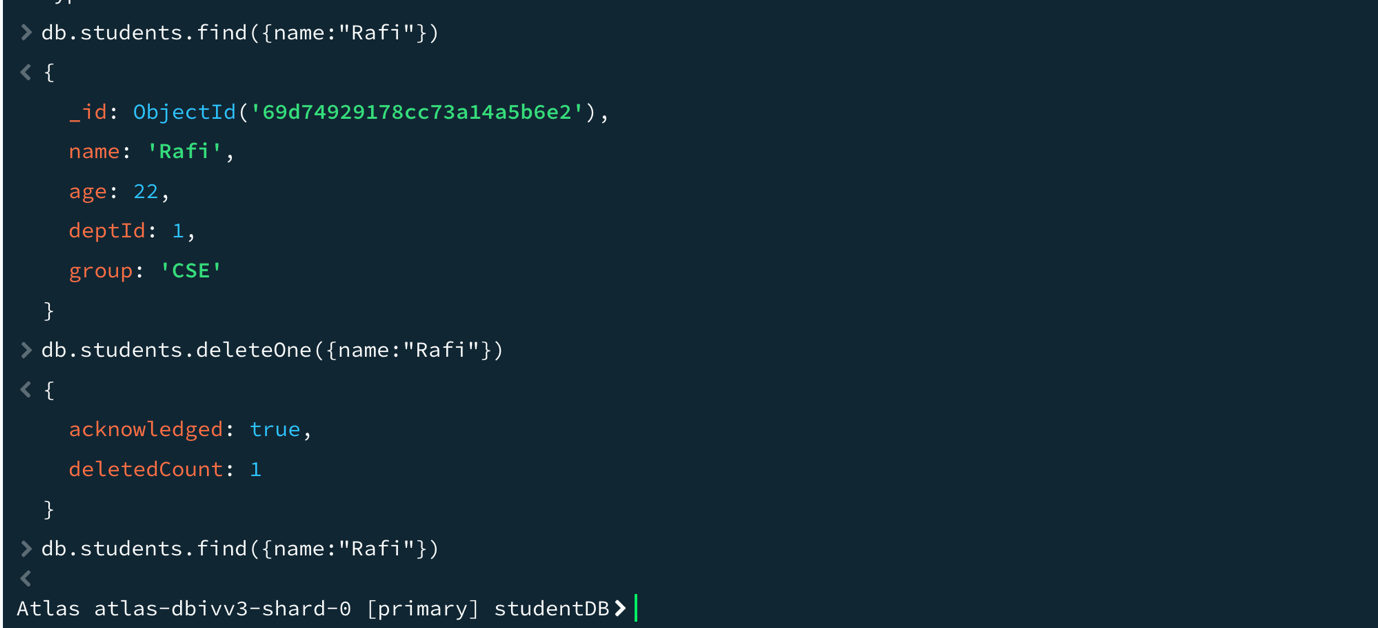 > db.students.find({name:"Rafi"})
< {
_id: ObjectId('69d74929178cc73a14a5b6e2'),
name: 'Rafi',
age: 22,
deptId: 1,
group: 'CSE'
}
> db.students.deleteOne({name:"Rafi"})
< {
acknowledged: true,
deletedCount: 1
}
> db.students.find({name:"Rafi"})
<
Atlas atlas-dbivv3-shard-0 [primary] studentDB>